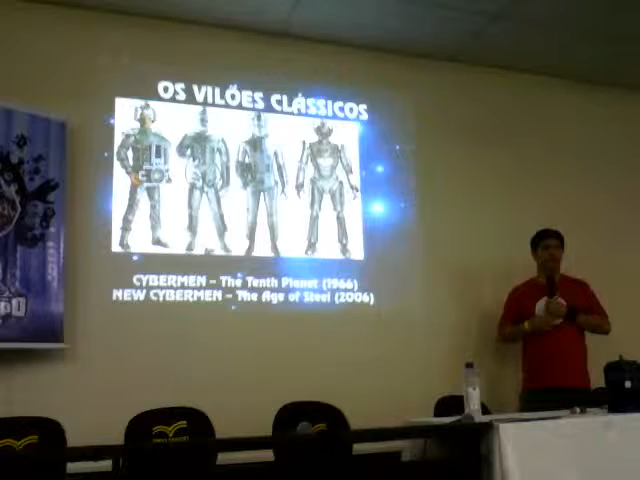 OS VILÕES CLÁSSICOS
CYBERMEN – The Tenth Planet (1966)
NEW CYBERMEN – The Age of Steel (2006)